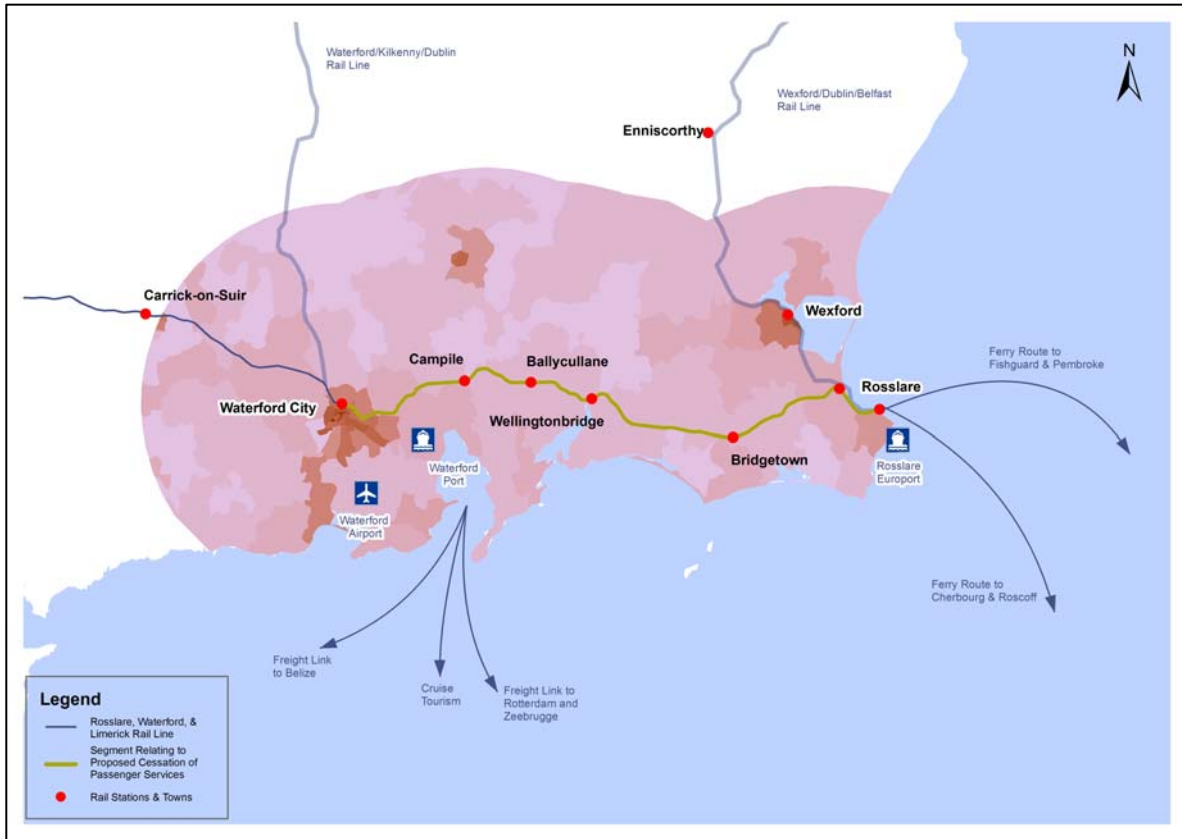 Waterford/Kilkenny/Dublin
Rail Line
N
Wexford/Dublin/Belfast
Rail Line
Enniscorthy
Carrick-on-Suir
Wexford
Campile
Ballycullane
Ferry Route to
Fishguard & Pembroke
Rosslare
Waterford City
Wellingtonbridge
Bridgetown
Waterford
Port
Rosslare
Europort
Waterford
Airport
Ferry Route to
Cherbourg & Roscoff
Freight Link
to Belize
Cruise
Tourism
Freight Link to
Rotterdam and
Zeebrugge
Legend
Rosslare, Waterford, &
Limerick Rail Line
Segment Relating to
Proposed Cessation of
Passenger Services
Rail Stations & Towns